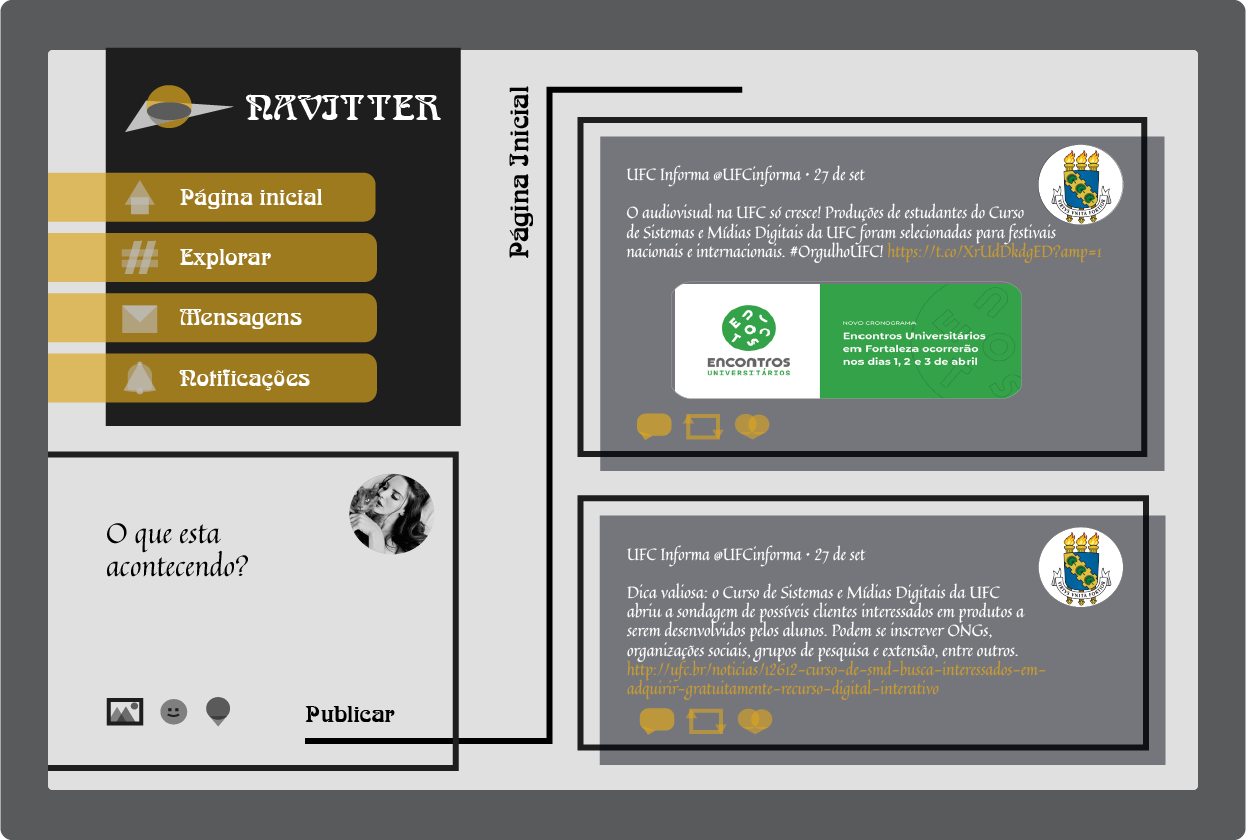 NAVITTER
Página inicial
Explorar
Mensagens
Notificações
O que esta
acontecendo?
Publicar
Página Inicial
UFC Informa @UFCinforma • 27 de set
O audiovisual na UFC só cresce! Produções de estudantes do Curso
de Sistemas e Mídias Digitais da UFC foram selecionadas para festivais
nacionais e internacionais. #OrgulhoUFC! https://t.co/XrUdDkdgED?amp=1
ENCONTROS
UNIVERSITÁRIOS
NOVO CRONOGRAMA
Encontros Universitários
em Fortaleza ocorrerão
nos dias 1, 2 e 3 de abril
UFC Informa @UFCinforma • 27 de set
Dica valiosa: o Curso de Sistemas e Mídias Digitais da UFC
abriu a sondagem de possíveis clientes interessados em produtos a
serem desenvolvidos pelos alunos. Podem se inscrever ONGs,
organizações sociais, grupos de pesquisa e extensão, entre outros.
http://ufc.br/noticias/12612-curso-de-smd-busca-interessados-em-
adquirir-gratuitamente-recurso-digital-interativo